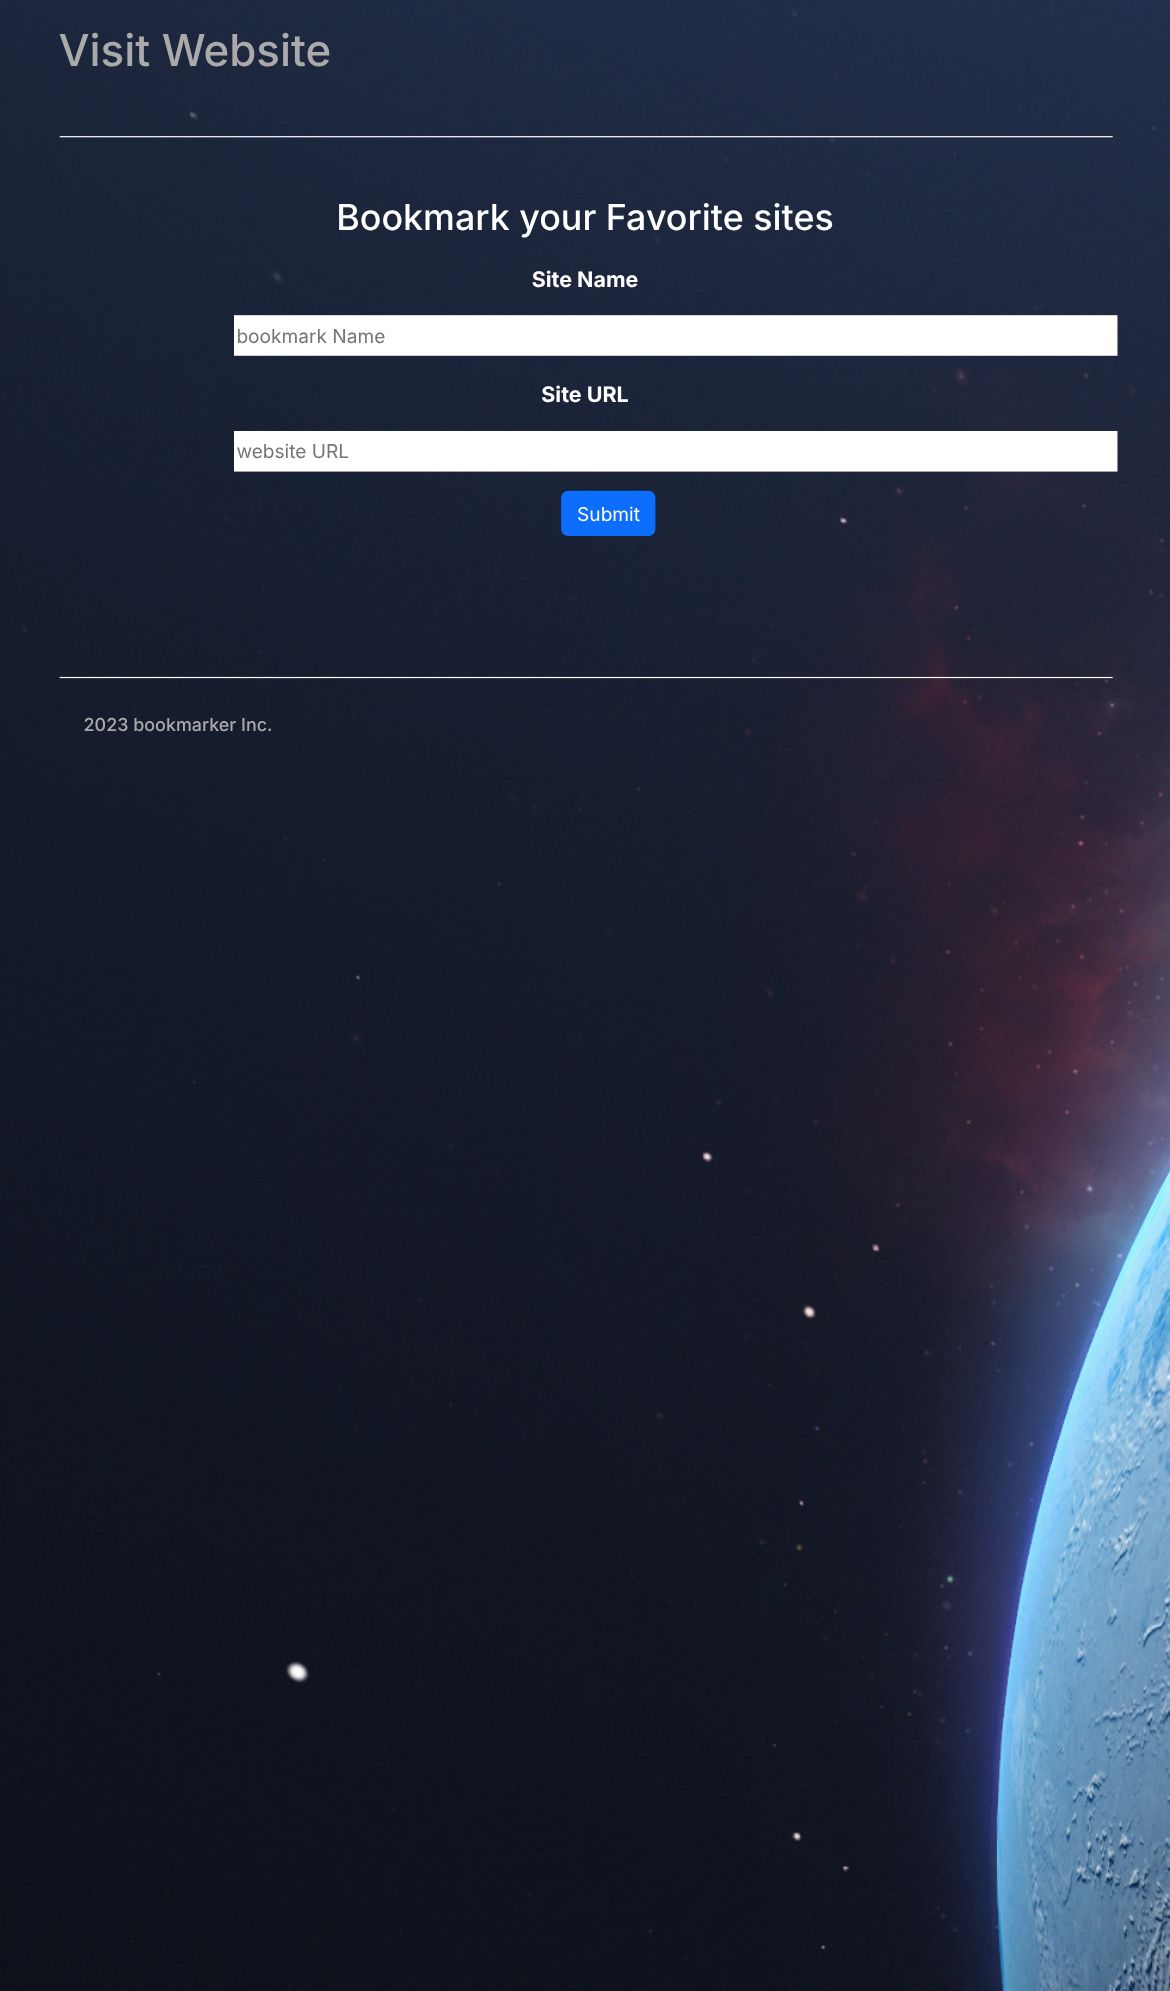 Visit Website
Bookmark your Favorite sites
Site Name
bookmark Name
Site URL
website URL
Submit
2023 bookmarker Inc.